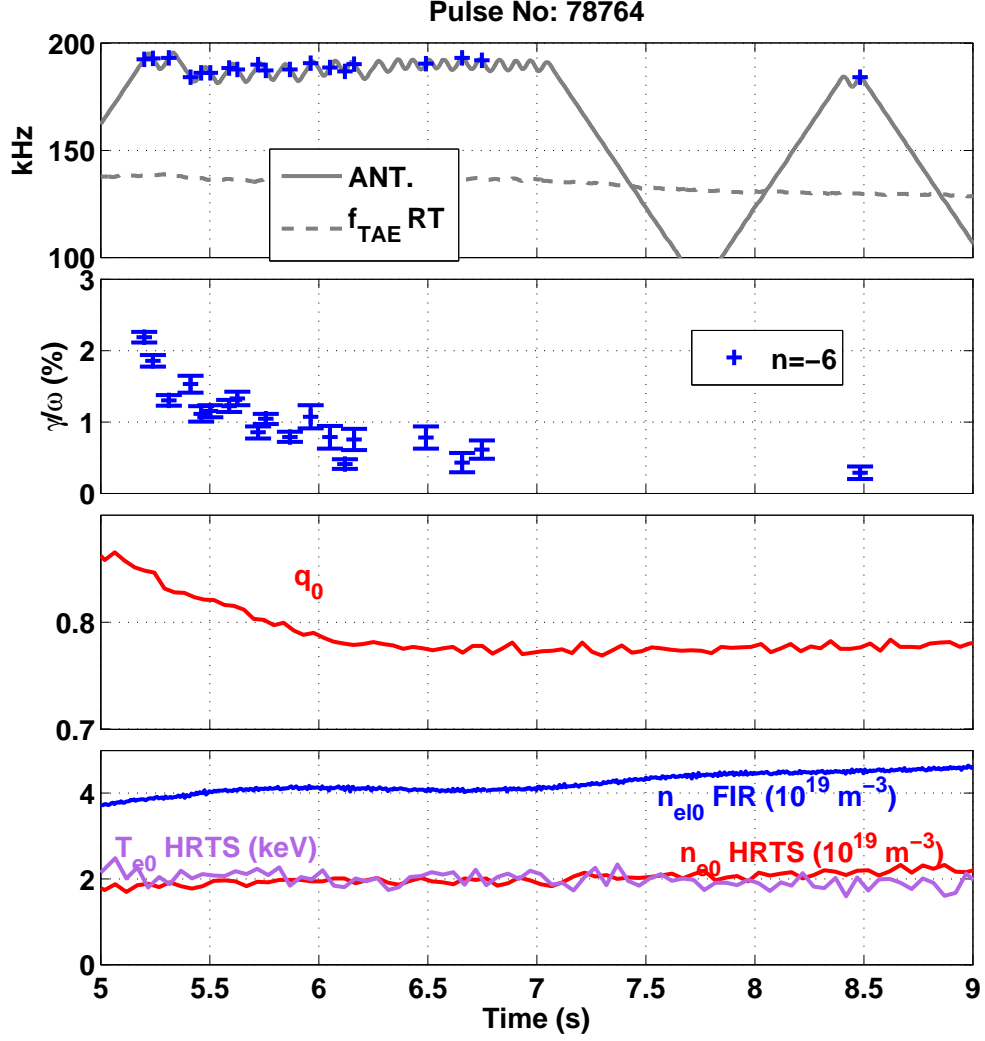 Pulse No: 78764
200
150
100
kHz
ANT.
f_TAE RT
3
2
1
0
γ/ω (%)
n=−6
0.8
0.7
q_0
4
2
0
n_el0 FIR (10^19 m^−3)
T_e0 HRTS (keV)
n_e0 HRTS (10^19 m^−3)
5 5.5 6 6.5 7 7.5 8 8.5 9
Time (s)